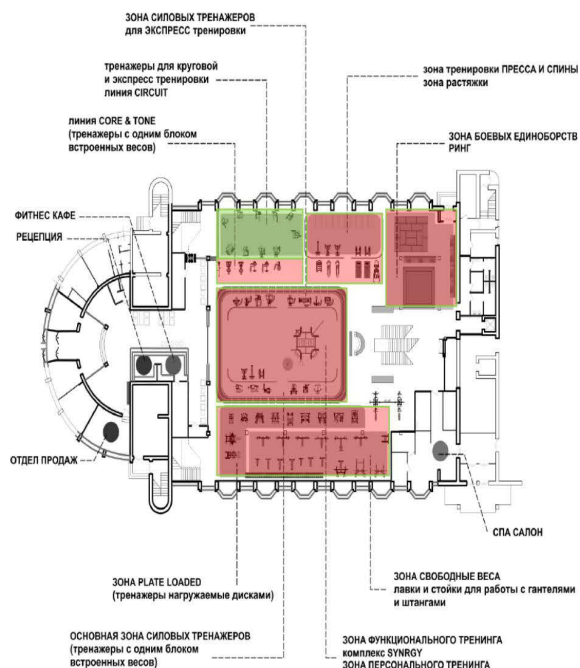 ЗОНА СИЛОВЫХ ТРЕНАЖЕРОВ
для ЭКСПРЕСС тренировки
тренажеры для круговой
и экспресс тренировки
линия CIRCUIT
зона тренировки ПРЕССА И СПИНЫ
зона растяжки
линия CORE & TONE
(тренажеры с одним блоком
встроенных весов)
ЗОНА БОЕВЫХ ЕДИНОБОРСТВ
РИНГ
ФИТНЕС КАФЕ
РЕЦЕПЦИЯ
ОТДЕЛ ПРОДАЖ
СПА САЛОН
ЗОНА PLATE LOADED
(тренажеры нагружаемые дисками)
ЗОНА СВОБОДНЫЕ ВЕСА
лавки и стойки для работы с гантелями
и штангами
ОСНОВНАЯ ЗОНА СИЛОВЫХ ТРЕНАЖЕРОВ
(тренажеры с одним блоком
встроенных весов)
ЗОНА ФУНКЦИОНАЛЬНОГО ТРЕНИНГА
комплекс SYNRGY
ЗОНА ПЕРСОНАЛЬНОГО ТРЕНИНГА